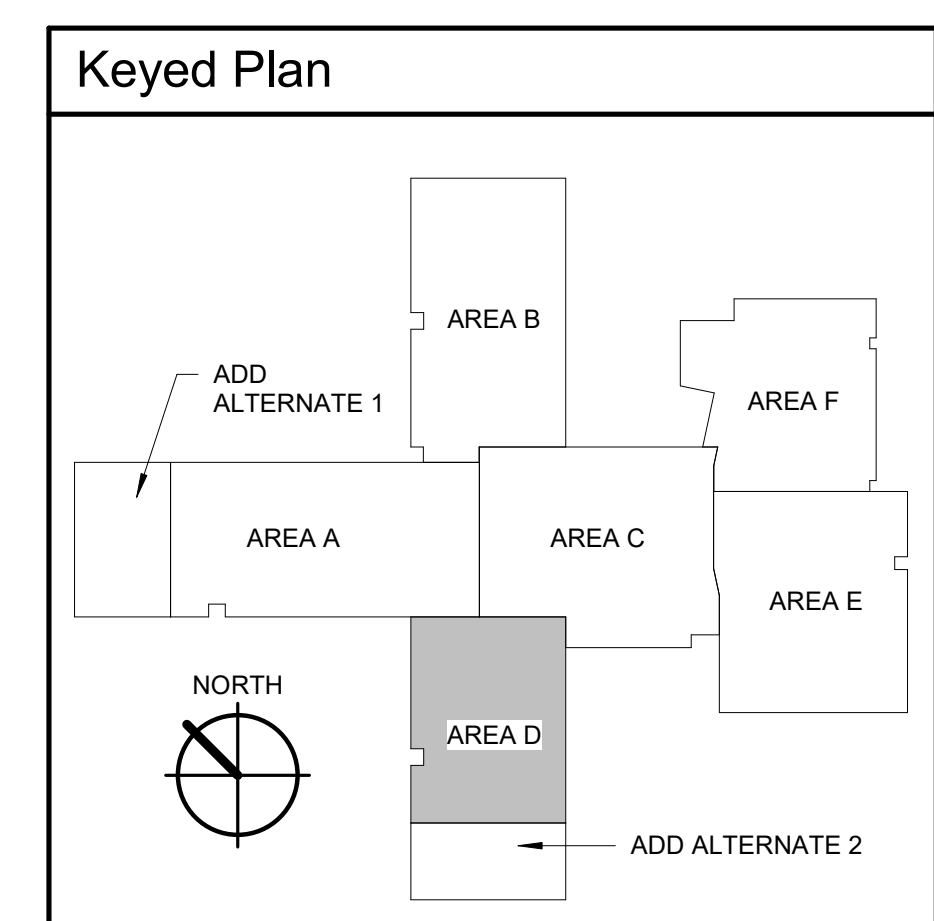 Keyed Plan
AREA B
ADD
ALTERNATE 1
AREA F
AREA A
AREA C
AREA E
NORTH
AREA D
ADD ALTERNATE 2